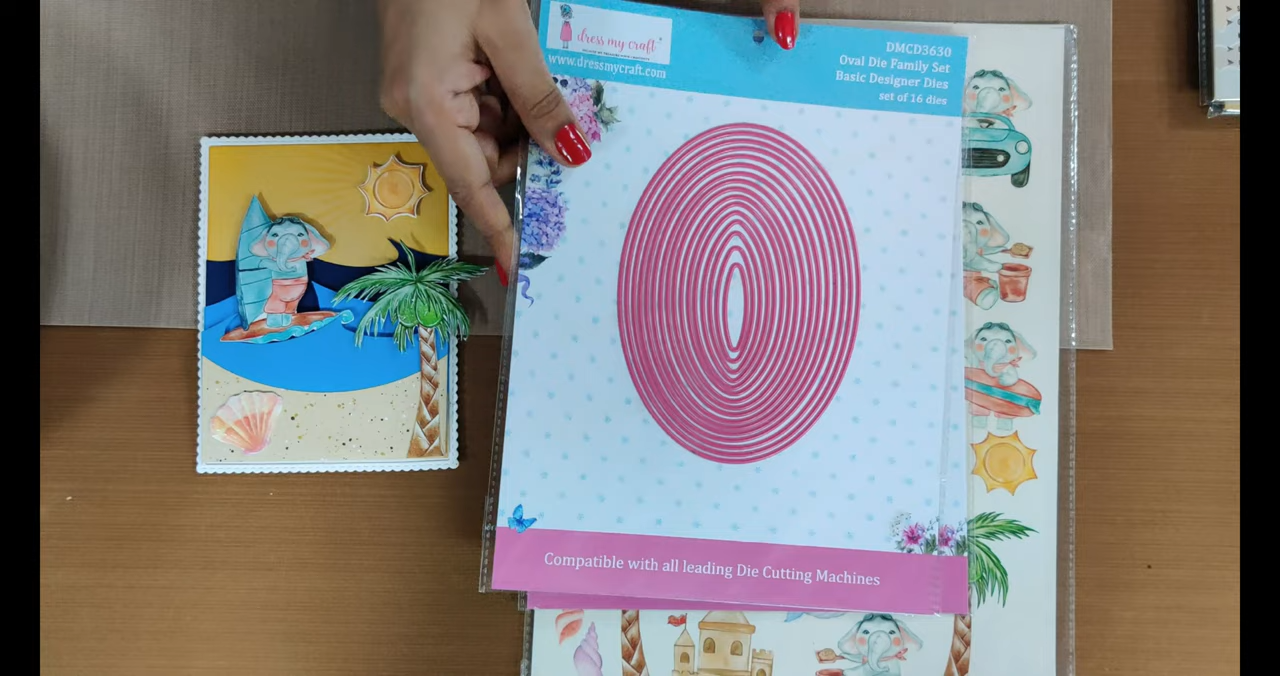 dress my craft
www.dressmycraft.com
DMCD3630
Oval Die Family Set
Basic Designer Dies
set of 16 dies
Compatible with all leading Die Cutting Machines